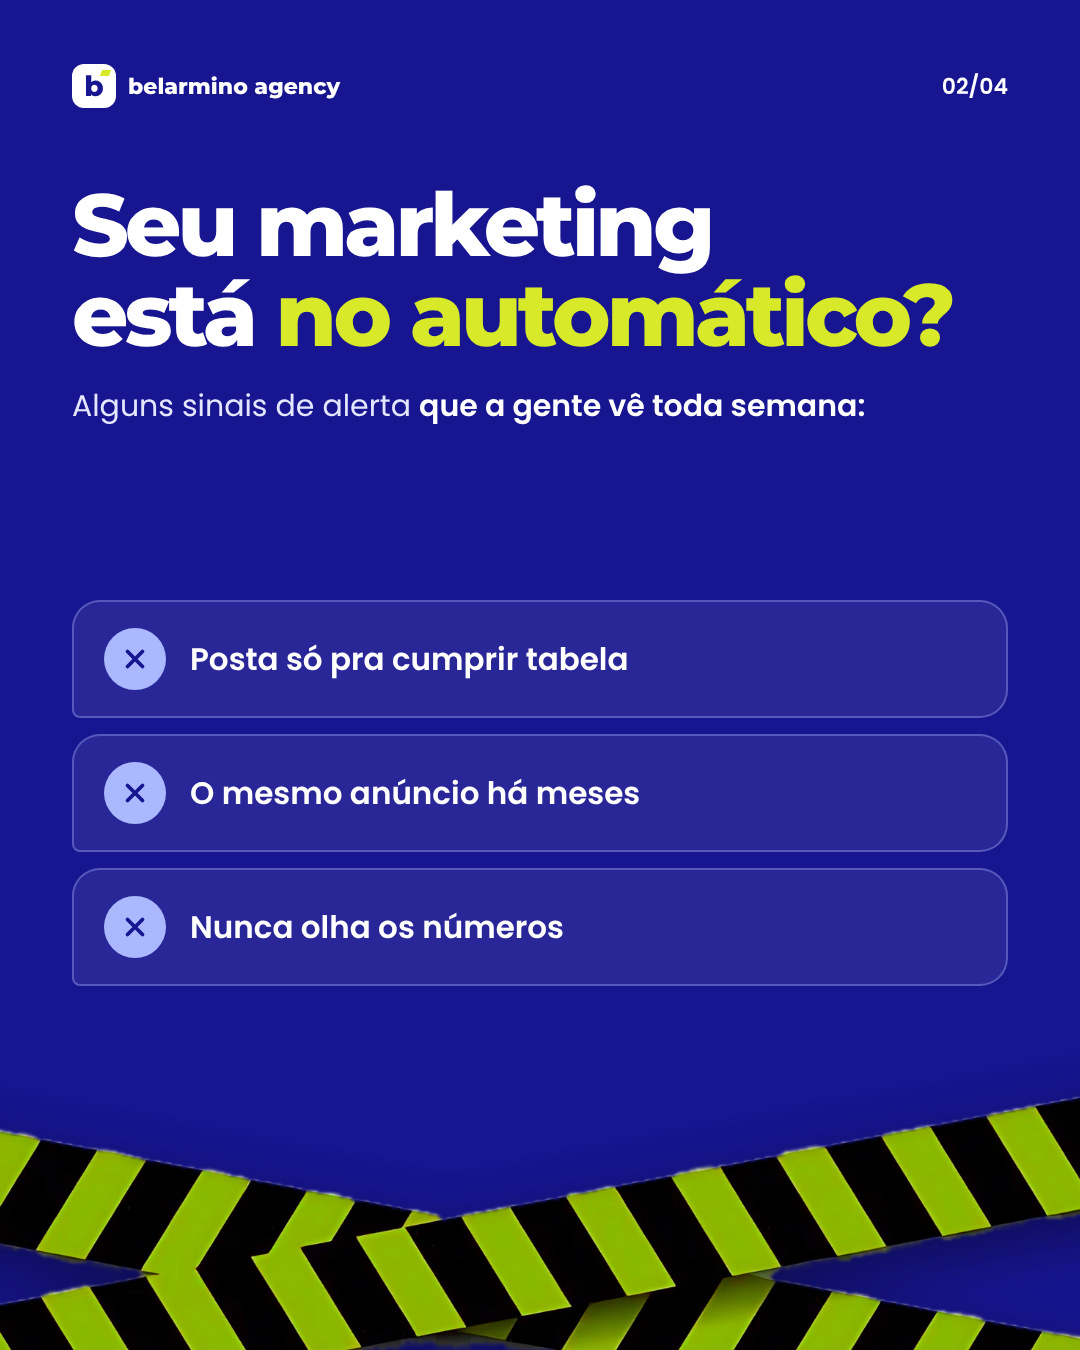 b belarmino agency
02/04
Seu marketing
está no automático?
Alguns sinais de alerta que a gente vê toda semana:
Posta só pra cumprir tabela
O mesmo anúncio há meses
Nunca olha os números